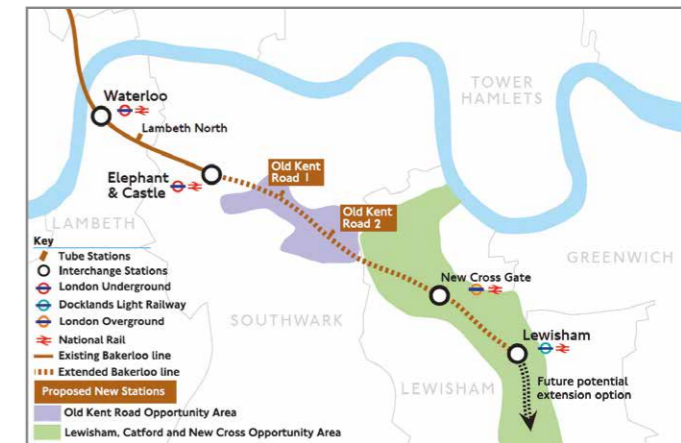 TOWER
HAMLETS
Waterloo
Lambeth North
Elephant
& Castle
Old Kent
Road 1
Old Kent
Road 2
LAMBETH
GREENWICH
New Cross Gate
SOUTHWARK
Lewisham
LEWISHAM
Future potential
extension option
Key
Tube Stations
Interchange Stations
London Underground
Docklands Light Railway
London Overground
National Rail
Existing Bakerloo line
Extended Bakerloo line
Proposed New Stations
Old Kent Road Opportunity Area
Lewisham, Catford and New Cross Opportunity Area